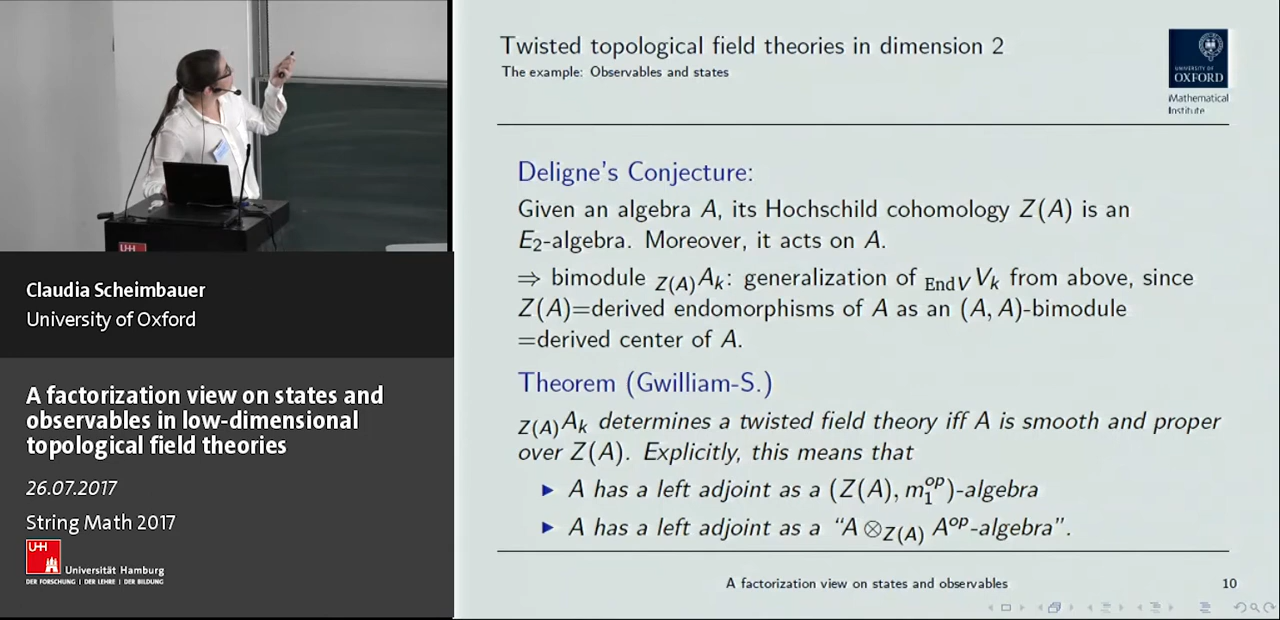 Twisted topological field theories in dimension 2
The example: Observables and states
UNIVERSITY OF
OXFORD
Mathematical
Institute
Deligne's Conjecture:
Given an algebra A, its Hochschild cohomology Z(A) is an
E₂-algebra. Moreover, it acts on A.
⇒ bimodule Z(A)Aₖ: generalization of End V Vₖ from above, since
Z(A)=derived endomorphisms of A as an (A, A)-bimodule
=derived center of A.
Theorem (Gwilliam-S.)
Z(A)Aₖ determines a twisted field theory iff A is smooth and proper
over Z(A). Explicitly, this means that
▶ A has a left adjoint as a (Z(A), m₁ᵒᵖ)-algebra
▶ A has a left adjoint as a “A ⊗Z(A) Aᵒᵖ-algebra”.
A factorization view on states and observables
10
UH
Claudia Scheimbauer
University of Oxford
A factorization view on states and
observables in low-dimensional
topological field theories
26.07.2017
String Math 2017
UH
Universität Hamburg
DER FORSCHUNG | DER LEHRE | DER BILDUNG